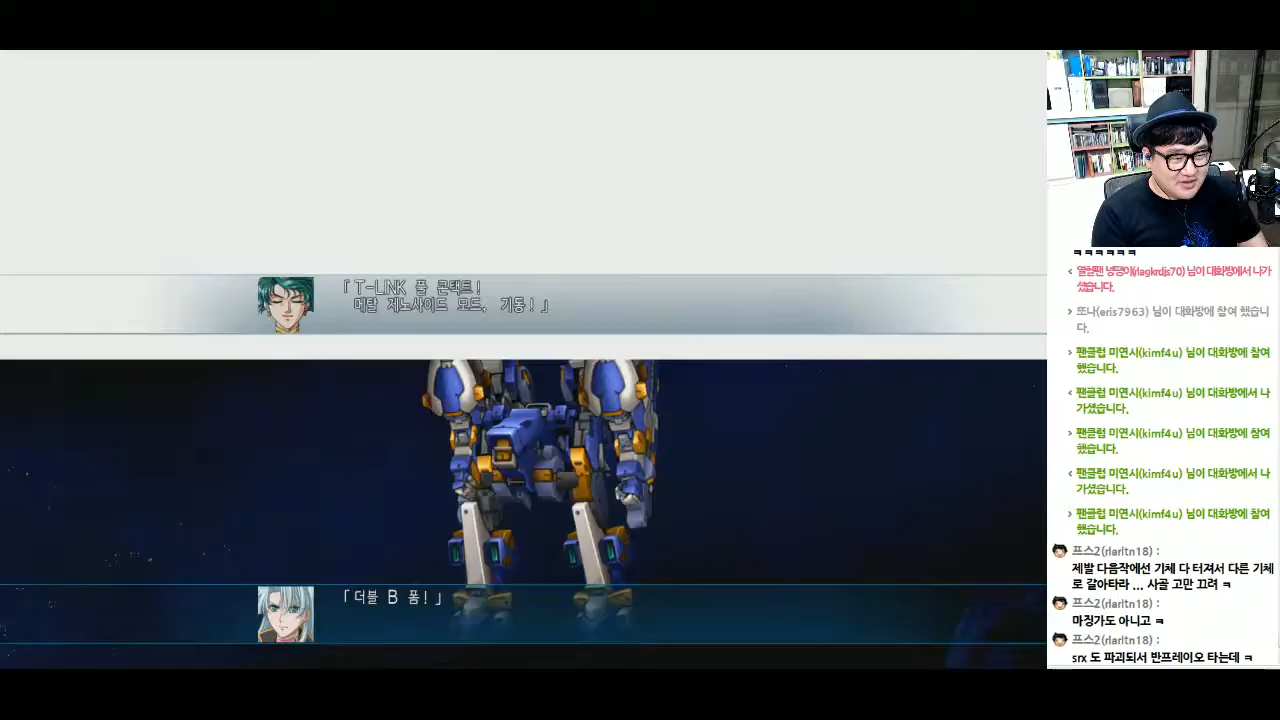 「T-LINK 풀 콘택트!
메탈 제노사이드 모드, 기동!」
「더블 B 폼!」
ㅋㅋㅋㅋㅋㅋ
님이 대화방에서 나가
셨습니다.
또나(eris7963) 님이 대화방에 참여 했습니
다.
팬클럽 미연시(kimf4u) 님이 대화방에 참여
했습니다.
팬클럽 미연시(kimf4u) 님이 대화방에서 나
가셨습니다.
팬클럽 미연시(kimf4u) 님이 대화방에 참여
했습니다.
팬클럽 미연시(kimf4u) 님이 대화방에서 나
가셨습니다.
팬클럽 미연시(kimf4u) 님이 대화방에 참여
했습니다.
프스2(rlarltn18) :
제발 다음작에선 기체 다 터져서 다른 기체
로 갈아타라 ... 사골 고만 끄려 ㅋ
프스2(rlarltn18) :
마징가도 아니고 ㅋ
프스2(rlarltn18) :
srx 도 파괴되서 반프레이오 타는데 ㅋ